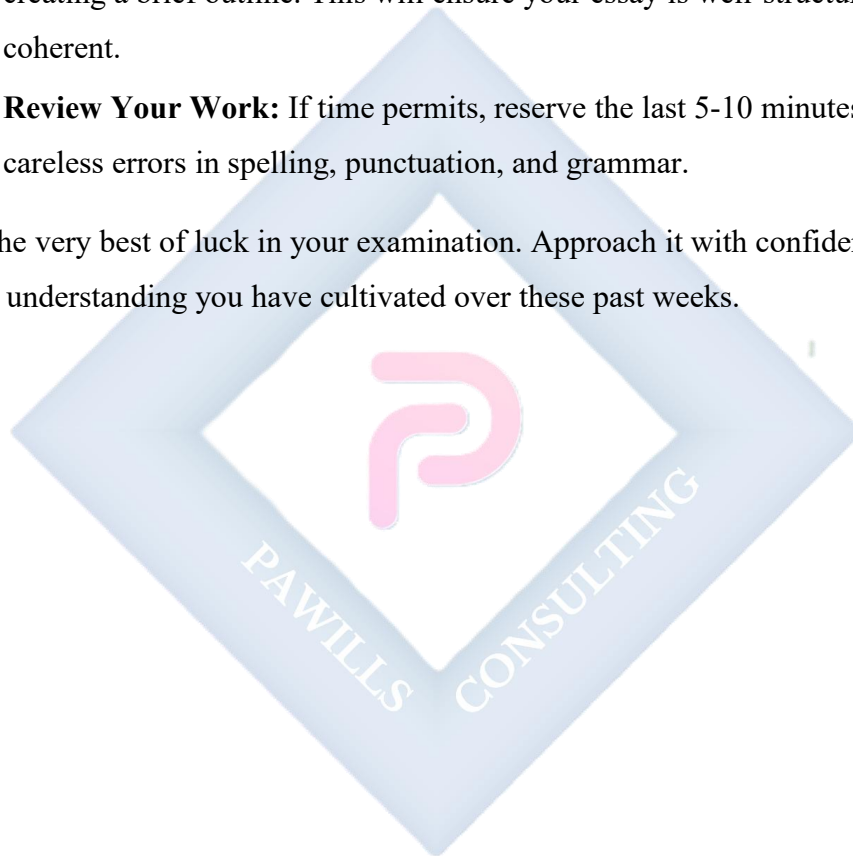 creating a brief outline. This will ensure your essay is well-structu
coherent.
Review Your Work: If time permits, reserve the last 5-10 minutes
careless errors in spelling, punctuation, and grammar.
he very best of luck in your examination. Approach it with confiden
understanding you have cultivated over these past weeks.
PAWILLS CONSULTING